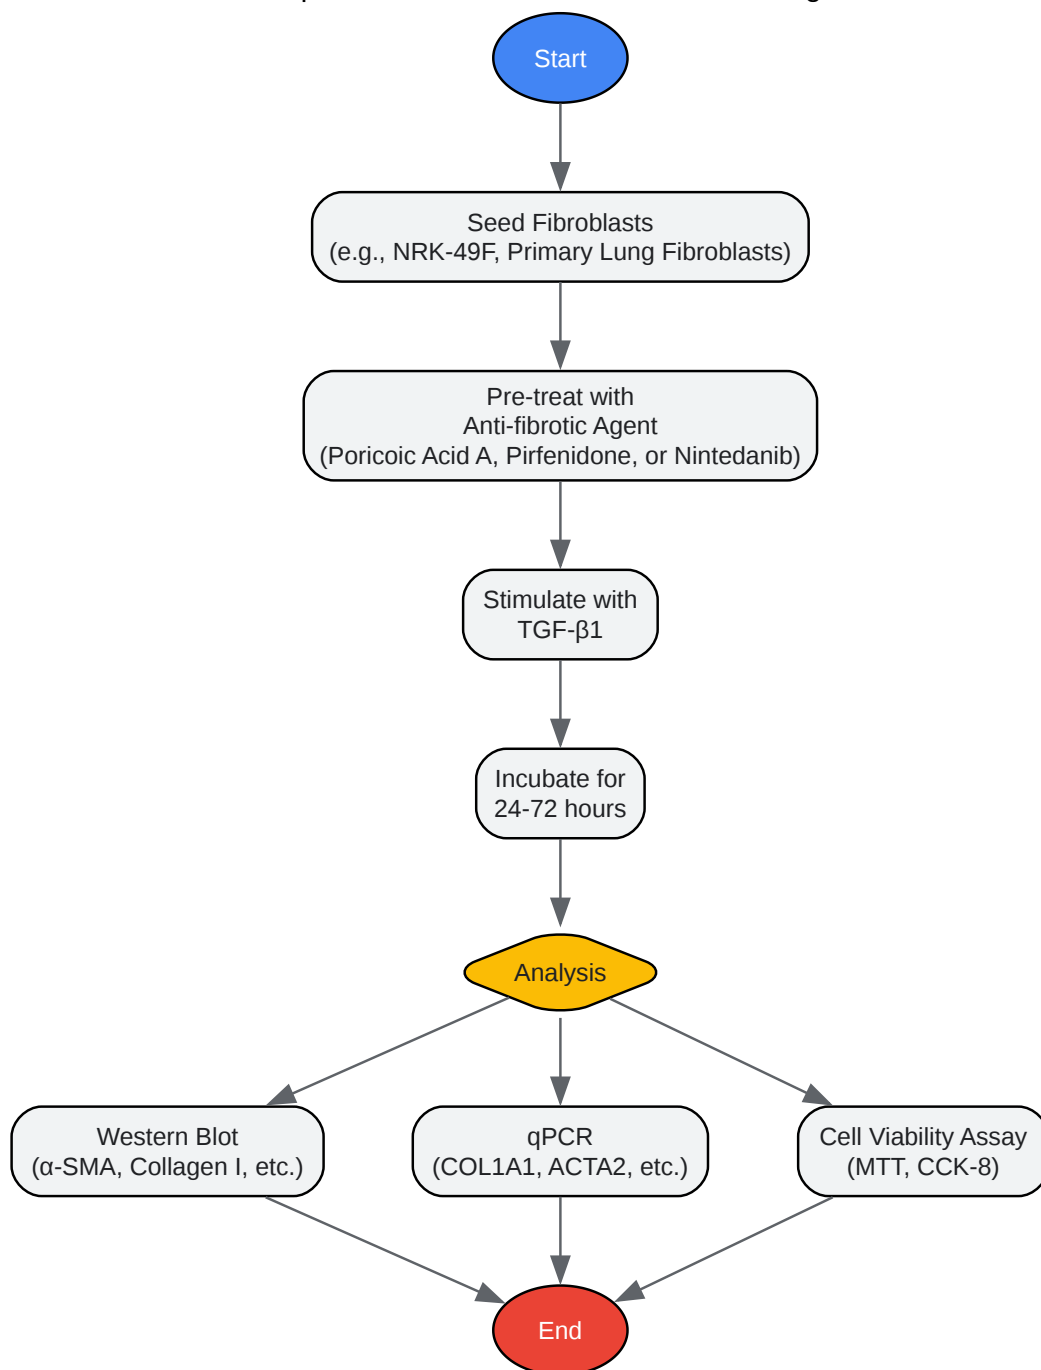 Start
Seed Fibroblasts
(e.g., NRK-49F, Primary Lung Fibroblasts)
Pre-treat with
Anti-fibrotic Agent
(Poricoic Acid A, Pirfenidone, or Nintedanib)
Stimulate with
TGF-β1
Incubate for
24-72 hours
Analysis
Western Blot
(α-SMA, Collagen I, etc.)
qPCR
(COL1A1, ACTA2, etc.)
Cell Viability Assay
(MTT, CCK-8)
End